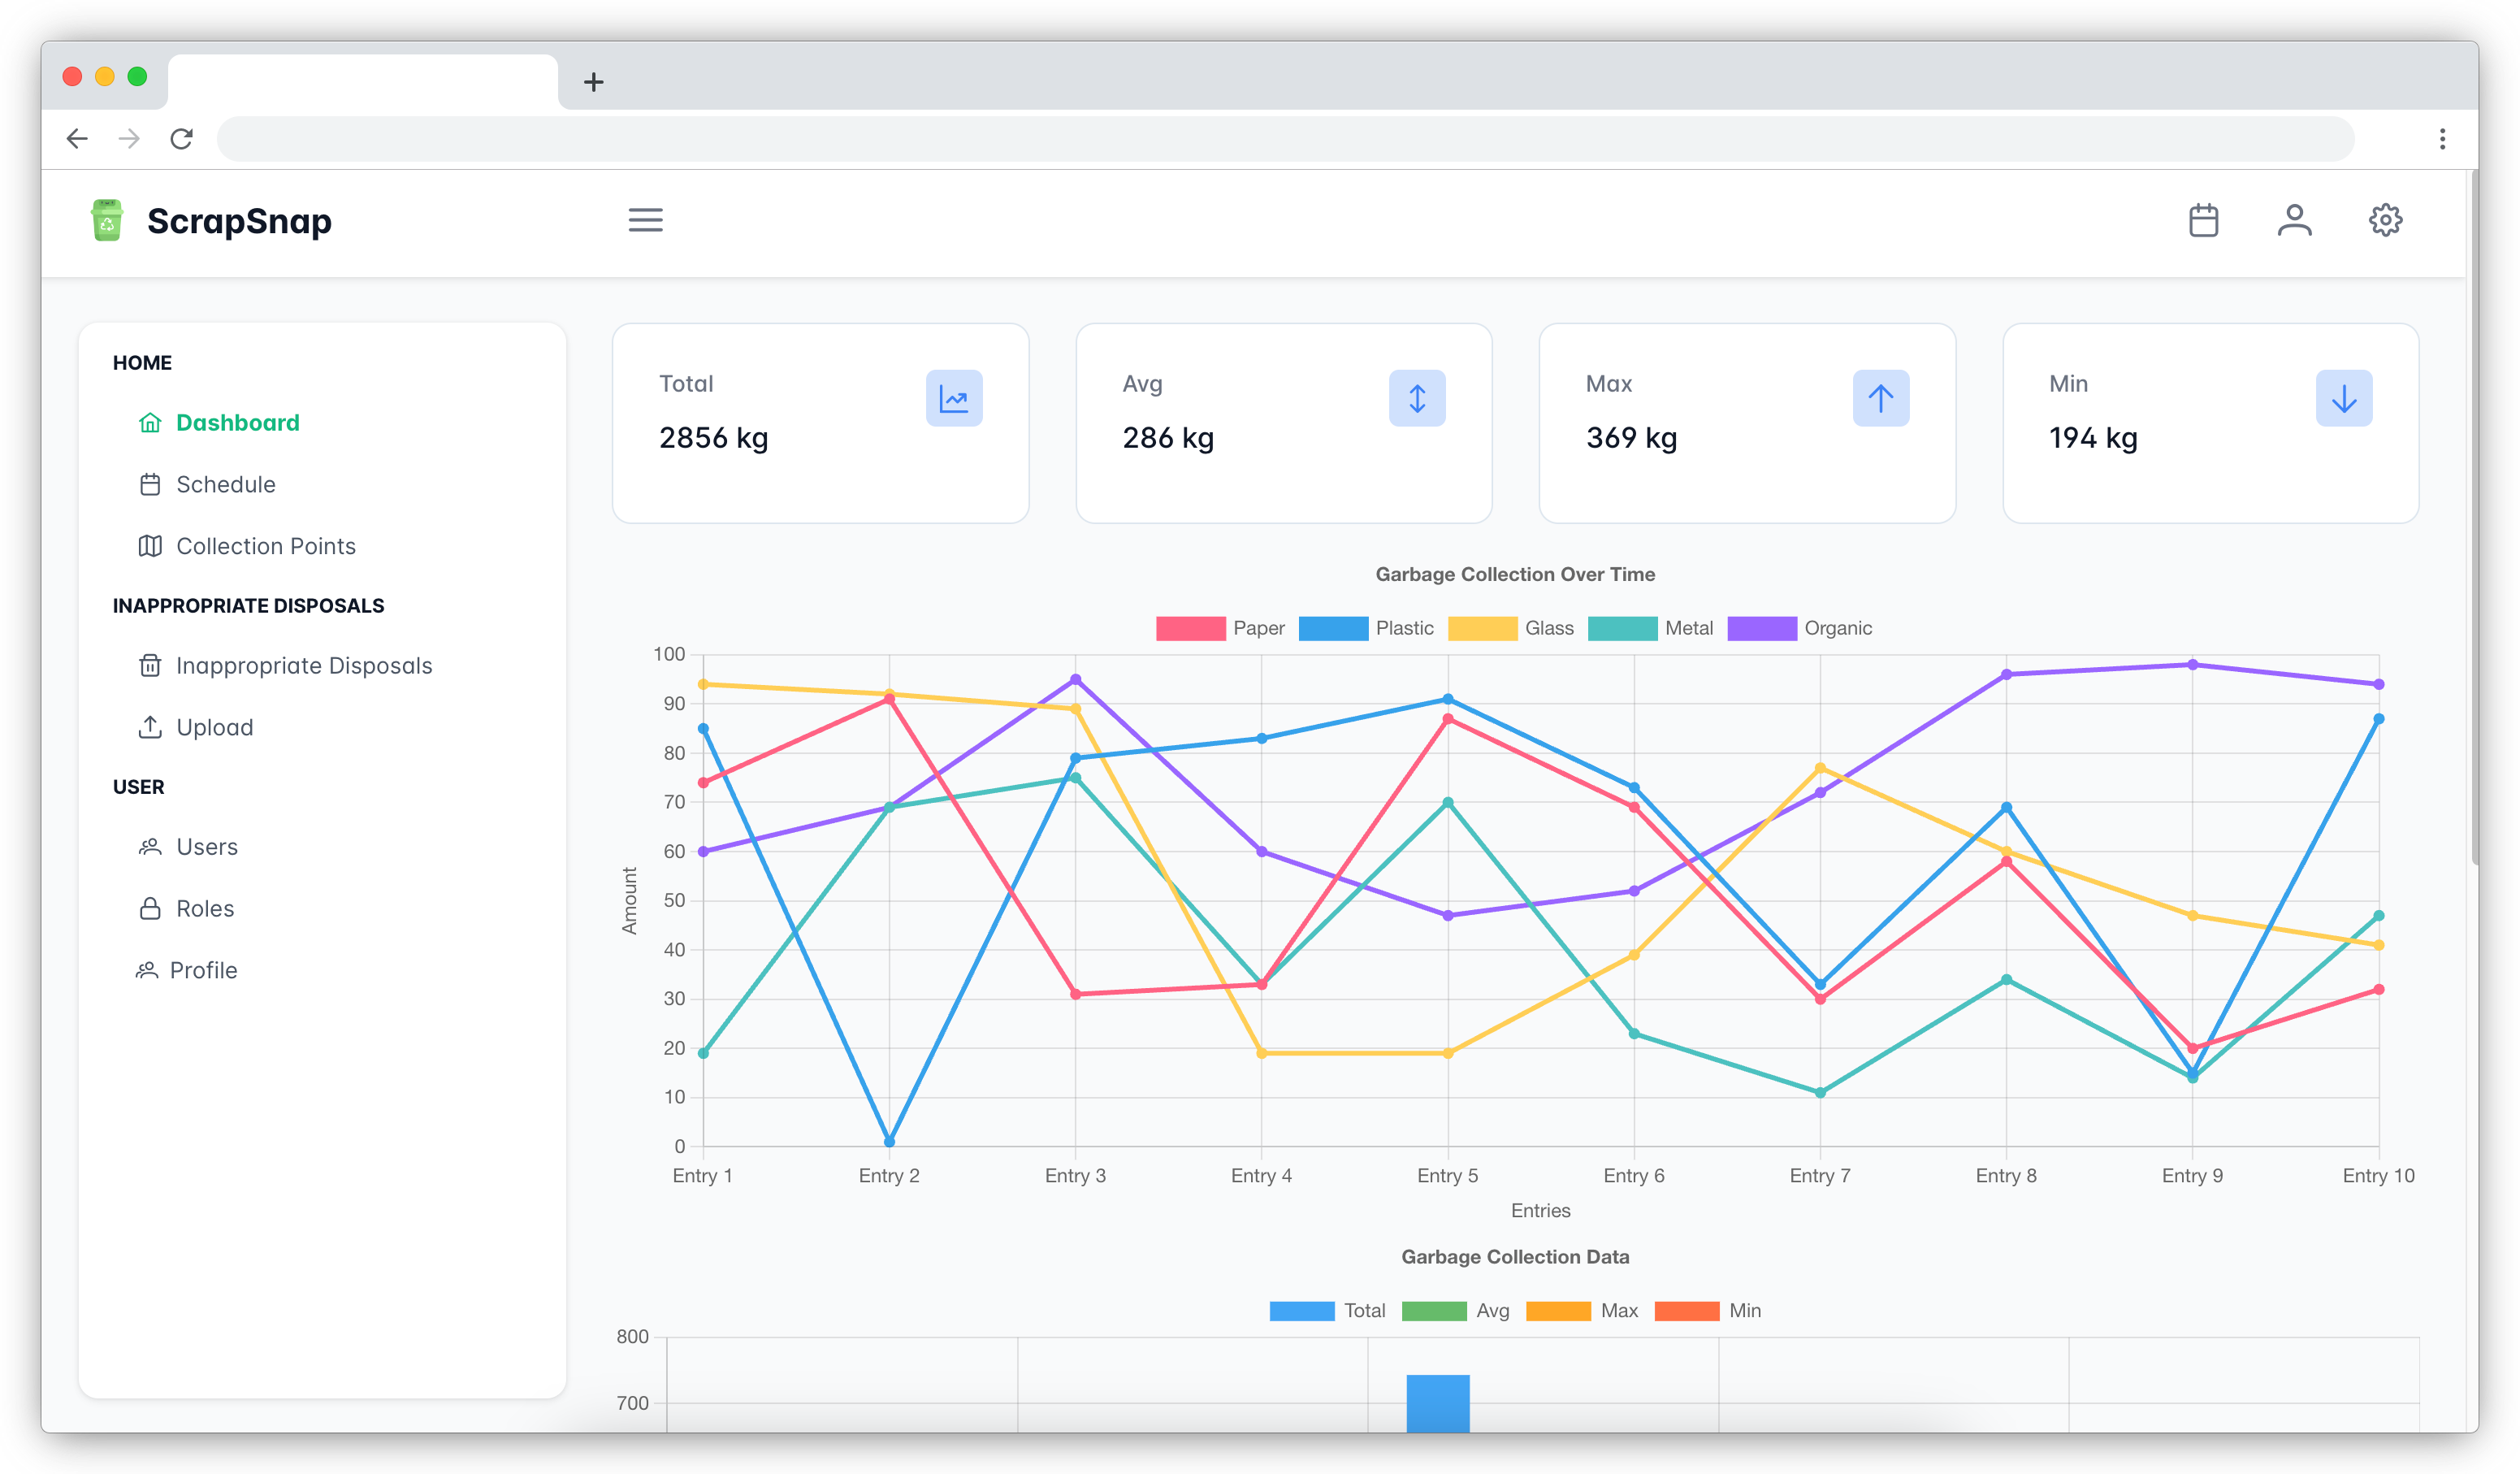 ScrapSnap
HOME
Dashboard
Schedule
Collection Points
INAPPROPRIATE DISPOSALS
Inappropriate Disposals
Upload
USER
Users
Roles
Profile
Total
2856 kg
Avg
286 kg
Max
369 kg
Min
194 kg
Garbage Collection Over Time
Paper Plastic Glass Metal Organic
100
90
80
70
60
50
40
30
20
10
0
Amount
Entry 1 Entry 2 Entry 3 Entry 4 Entry 5 Entry 6 Entry 7 Entry 8 Entry 9 Entry 10
Entries
Garbage Collection Data
Total Avg Max Min
800
700